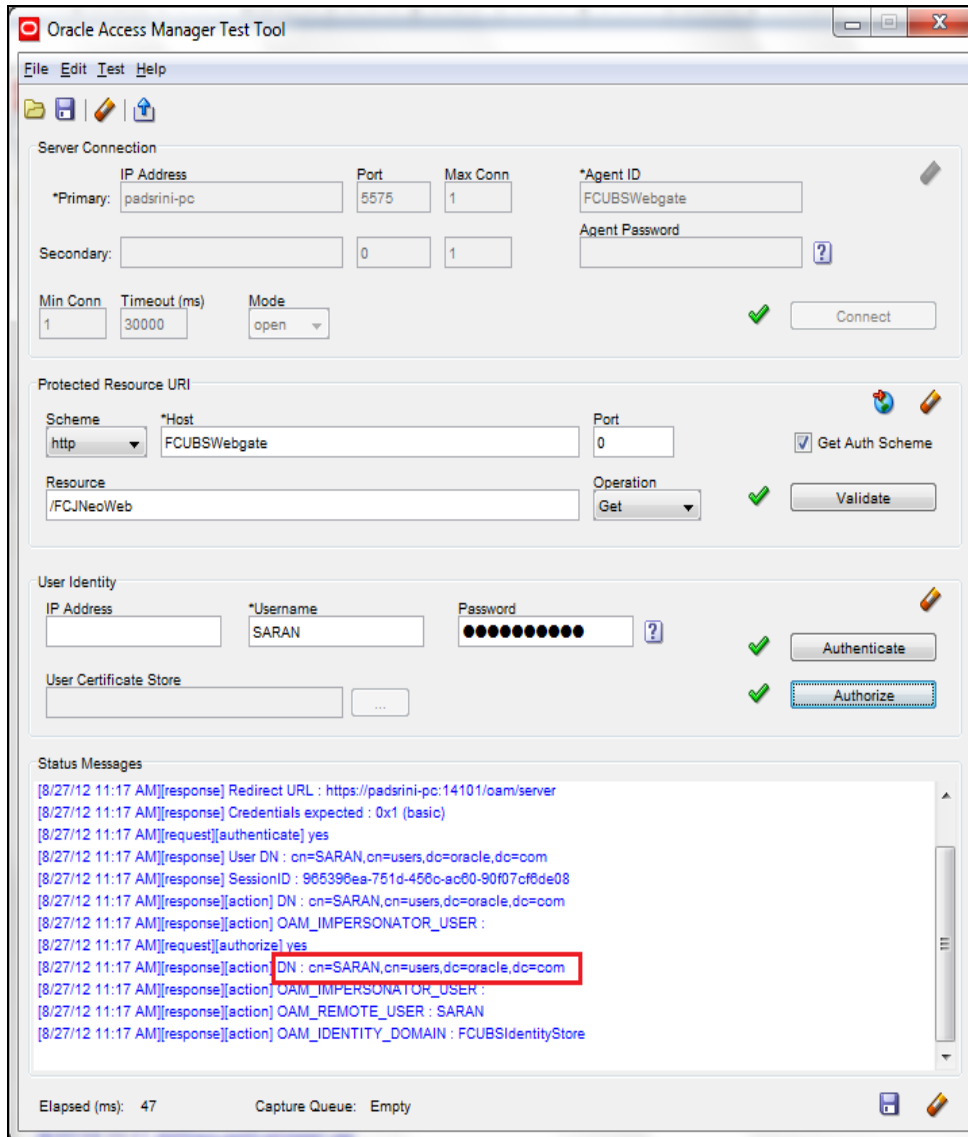 Oracle Access Manager Test Tool
File Edit Test Help
Server Connection
IP Address Port Max Conn *Agent ID
*Primary: padsrini-pc 5575 1 FCUBSWebgate
Agent Password
Secondary: 0 1
Min Conn Timeout (ms) Mode
1 30000 open Connect
Protected Resource URI
Scheme *Host Port
http FCUBSWebgate 0 Get Auth Scheme
Resource Operation
/FCJNeoWeb Get Validate
User Identity
IP Address *Username Password
SARAN ●●●●●●●●●● Authenticate
User Certificate Store
... Authorize
Status Messages
[8/27/12 11:17 AM][response] Redirect URL : https://padsrini-pc:14101/oam/server
[8/27/12 11:17 AM][response] Credentials expected : 0x1 (basic)
[8/27/12 11:17 AM][request][authenticate] yes
[8/27/12 11:17 AM][response] User DN : cn=SARAN,cn=users,dc=oracle,dc=com
[8/27/12 11:17 AM][response] SessionID : 965396ea-751d-456c-ac60-90f07cf6de08
[8/27/12 11:17 AM][response][action] DN : cn=SARAN,cn=users,dc=oracle,dc=com
[8/27/12 11:17 AM][response][action] OAM_IMPERSONATOR_USER :
[8/27/12 11:17 AM][request][authorize] yes
[8/27/12 11:17 AM][response][action] DN : cn=SARAN,cn=users,dc=oracle,dc=com
[8/27/12 11:17 AM][response][action] OAM_IMPERSONATOR_USER :
[8/27/12 11:17 AM][response][action] OAM_REMOTE_USER : SARAN
[8/27/12 11:17 AM][response][action] OAM_IDENTITY_DOMAIN : FCUBSIdentityStore
Elapsed (ms): 47 Capture Queue: Empty